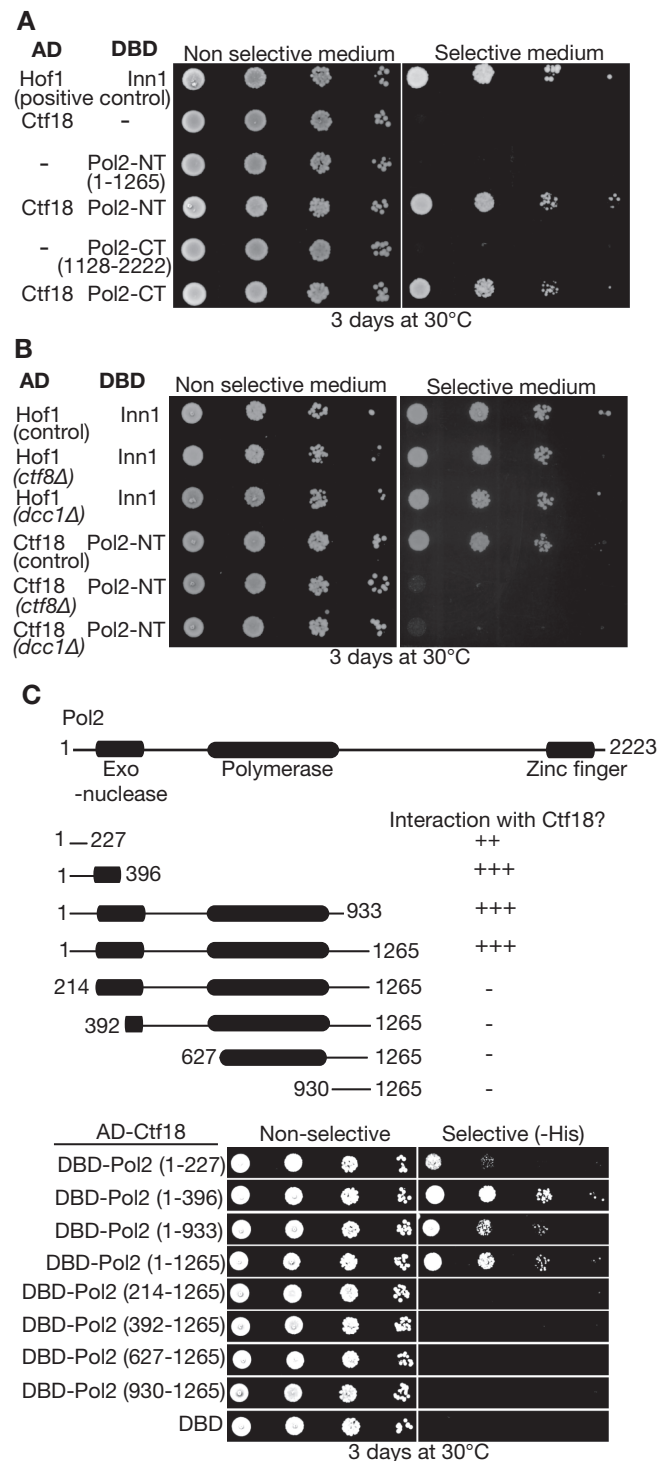 A
AD DBD
Non selective medium Selective medium
Hof1 Inn1
(positive control)
Ctf18 -
- Pol2-NT
(1-1265)
Ctf18 Pol2-NT
- Pol2-CT
(1128-2222)
Ctf18 Pol2-CT
3 days at 30°C
B
AD DBD
Non selective medium Selective medium
Hof1 Inn1
(control)
Hof1 Inn1
(ctf8Δ)
Hof1 Inn1
(dcc1Δ)
Ctf18 Pol2-NT
(control)
Ctf18 Pol2-NT
(ctf8Δ)
Ctf18 Pol2-NT
(dcc1Δ)
3 days at 30°C
C
Pol2
1 2223
Exo
-nuclease
Polymerase
Zinc finger
Interaction with Ctf18?
1 227 ++
1 396 +++
1 933 +++
1 1265 +++
214 1265 -
392 1265 -
627 1265 -
930 1265 -
AD-Ctf18 Non-selective Selective (-His)
DBD-Pol2 (1-227)
DBD-Pol2 (1-396)
DBD-Pol2 (1-933)
DBD-Pol2 (1-1265)
DBD-Pol2 (214-1265)
DBD-Pol2 (392-1265)
DBD-Pol2 (627-1265)
DBD-Pol2 (930-1265)
DBD
3 days at 30°C